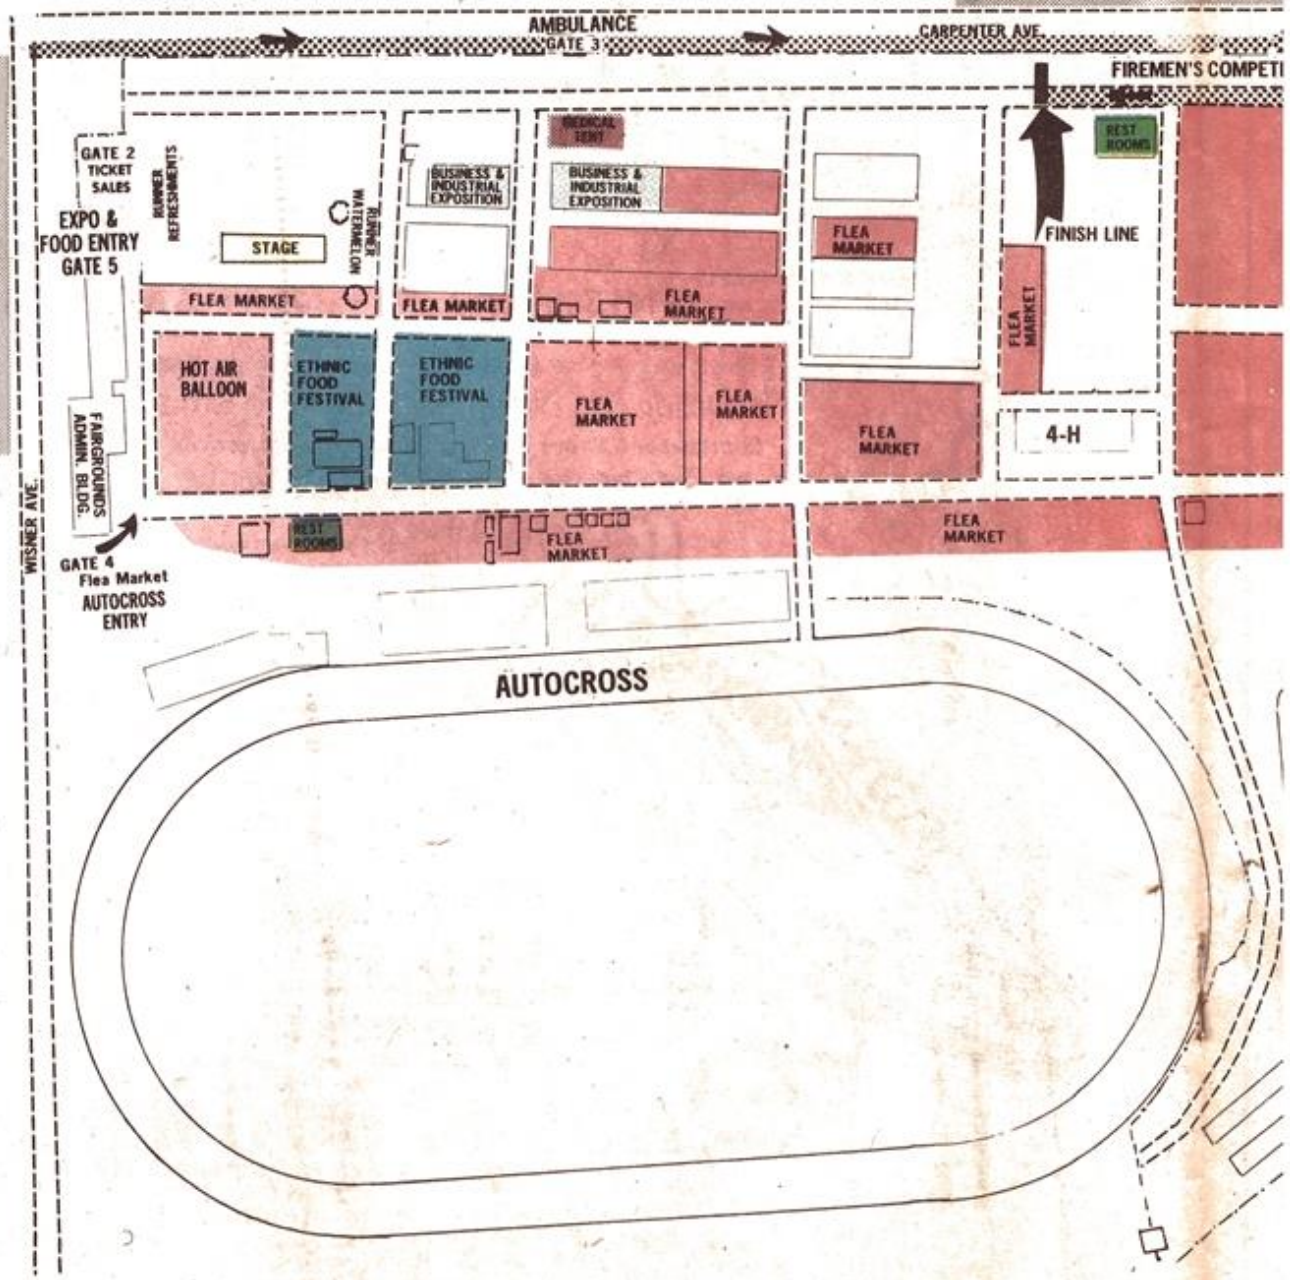 AMBULANCE
GATE 3
CARPENTER AVE.
FIREMEN'S COMPETI
GATE 2
TICKET
SALES
RUNNER
REFRESHMENTS
EXPO &
FOOD ENTRY
GATE 5
STAGE
RUNNER
WATERMELON
BUSINESS &
INDUSTRIAL
EXPOSITION
MEDICAL
TENT
BUSINESS &
INDUSTRIAL
EXPOSITION
FLEA
MARKET
REST
ROOMS
FINISH LINE
FLEA MARKET
FLEA MARKET
FLEA
MARKET
FLEA
MARKET
HOT AIR
BALLOON
ETHNIC
FOOD
FESTIVAL
ETHNIC
FOOD
FESTIVAL
FLEA
MARKET
FLEA
MARKET
FLEA
MARKET
4-H
FAIRGROUNDS
ADMIN. BLDG.
WISNER AVE.
REST
ROOMS
FLEA
MARKET
FLEA
MARKET
GATE 4
Flea Market
AUTOCROSS
ENTRY
AUTOCROSS